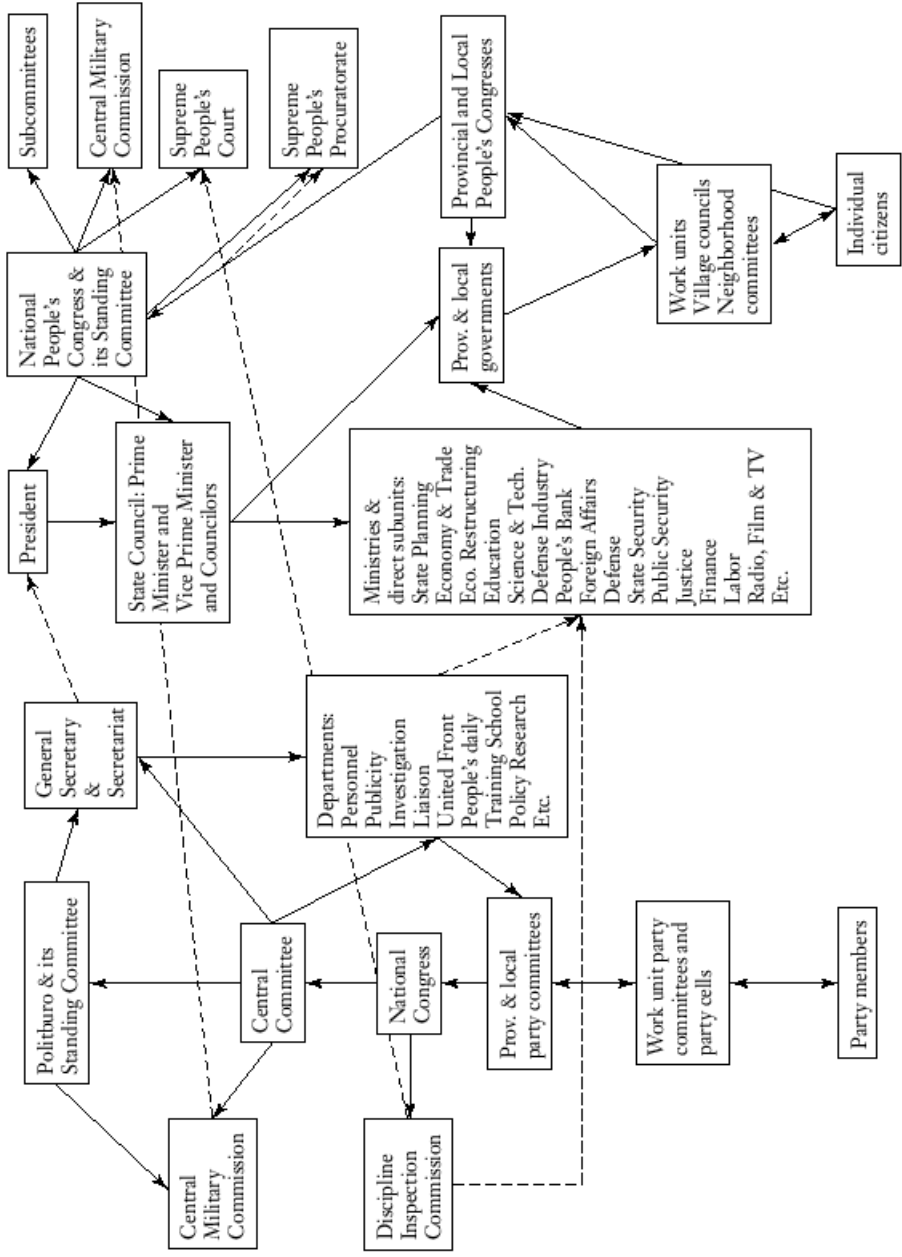 Politburo & its
Standing Committee
General
Secretary
&
Secretariat
President
National
People's
Congress &
its Standing
Committee
Subcommittees
Central Military
Commission
Supreme
People's
Court
Supreme
People's
Procuratorate
Central
Military
Commission
Central
Committee
State Council: Prime
Minister and
Vice Prime Minister
and Councilors
Discipline
Inspection
Commission
National
Congress
Departments:
Personnel
Publicity
Investigation
Liaison
United Front
People's daily
Training School
Policy Research
Etc.
Ministries &
direct subunits:
State Planning
Economy & Trade
Eco. Restructuring
Education
Science & Tech.
Defense Industry
People's Bank
Foreign Affairs
Defense
State Security
Public Security
Justice
Finance
Labor
Radio, Film & TV
Etc.
Prov. & local
governments
Provincial and Local
People's Congresses
Prov. & local
party committees
Work unit party
committees and
party cells
Work units
Village councils
Neighborhood
committees
Party members
Individual
citizens